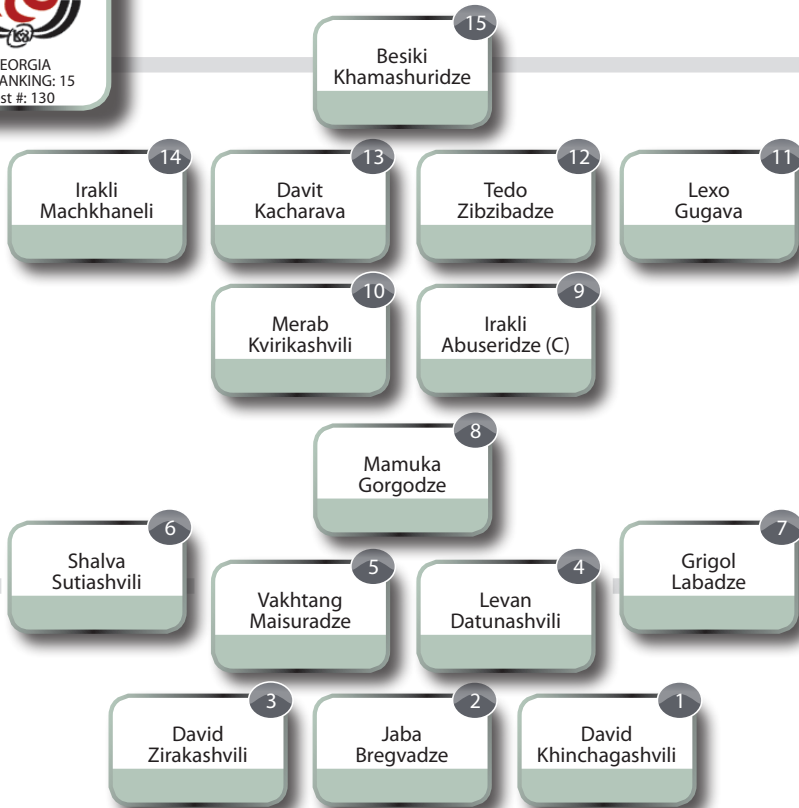 EORGIA
ANKING: 15
st #: 130
15
Besiki
Khamashuridze
14
Irakli
Machkhaneli
13
Davit
Kacharava
12
Tedo
Zibzibadze
11
Lexo
Gugava
10
Merab
Kvirikashvili
9
Irakli
Abuseridze (C)
8
Mamuka
Gorgodze
6
Shalva
Sutiashvili
5
Vakhtang
Maisuradze
4
Levan
Datunashvili
7
Grigol
Labadze
3
David
Zirakashvili
2
Jaba
Bregvadze
1
David
Khinchagashvili